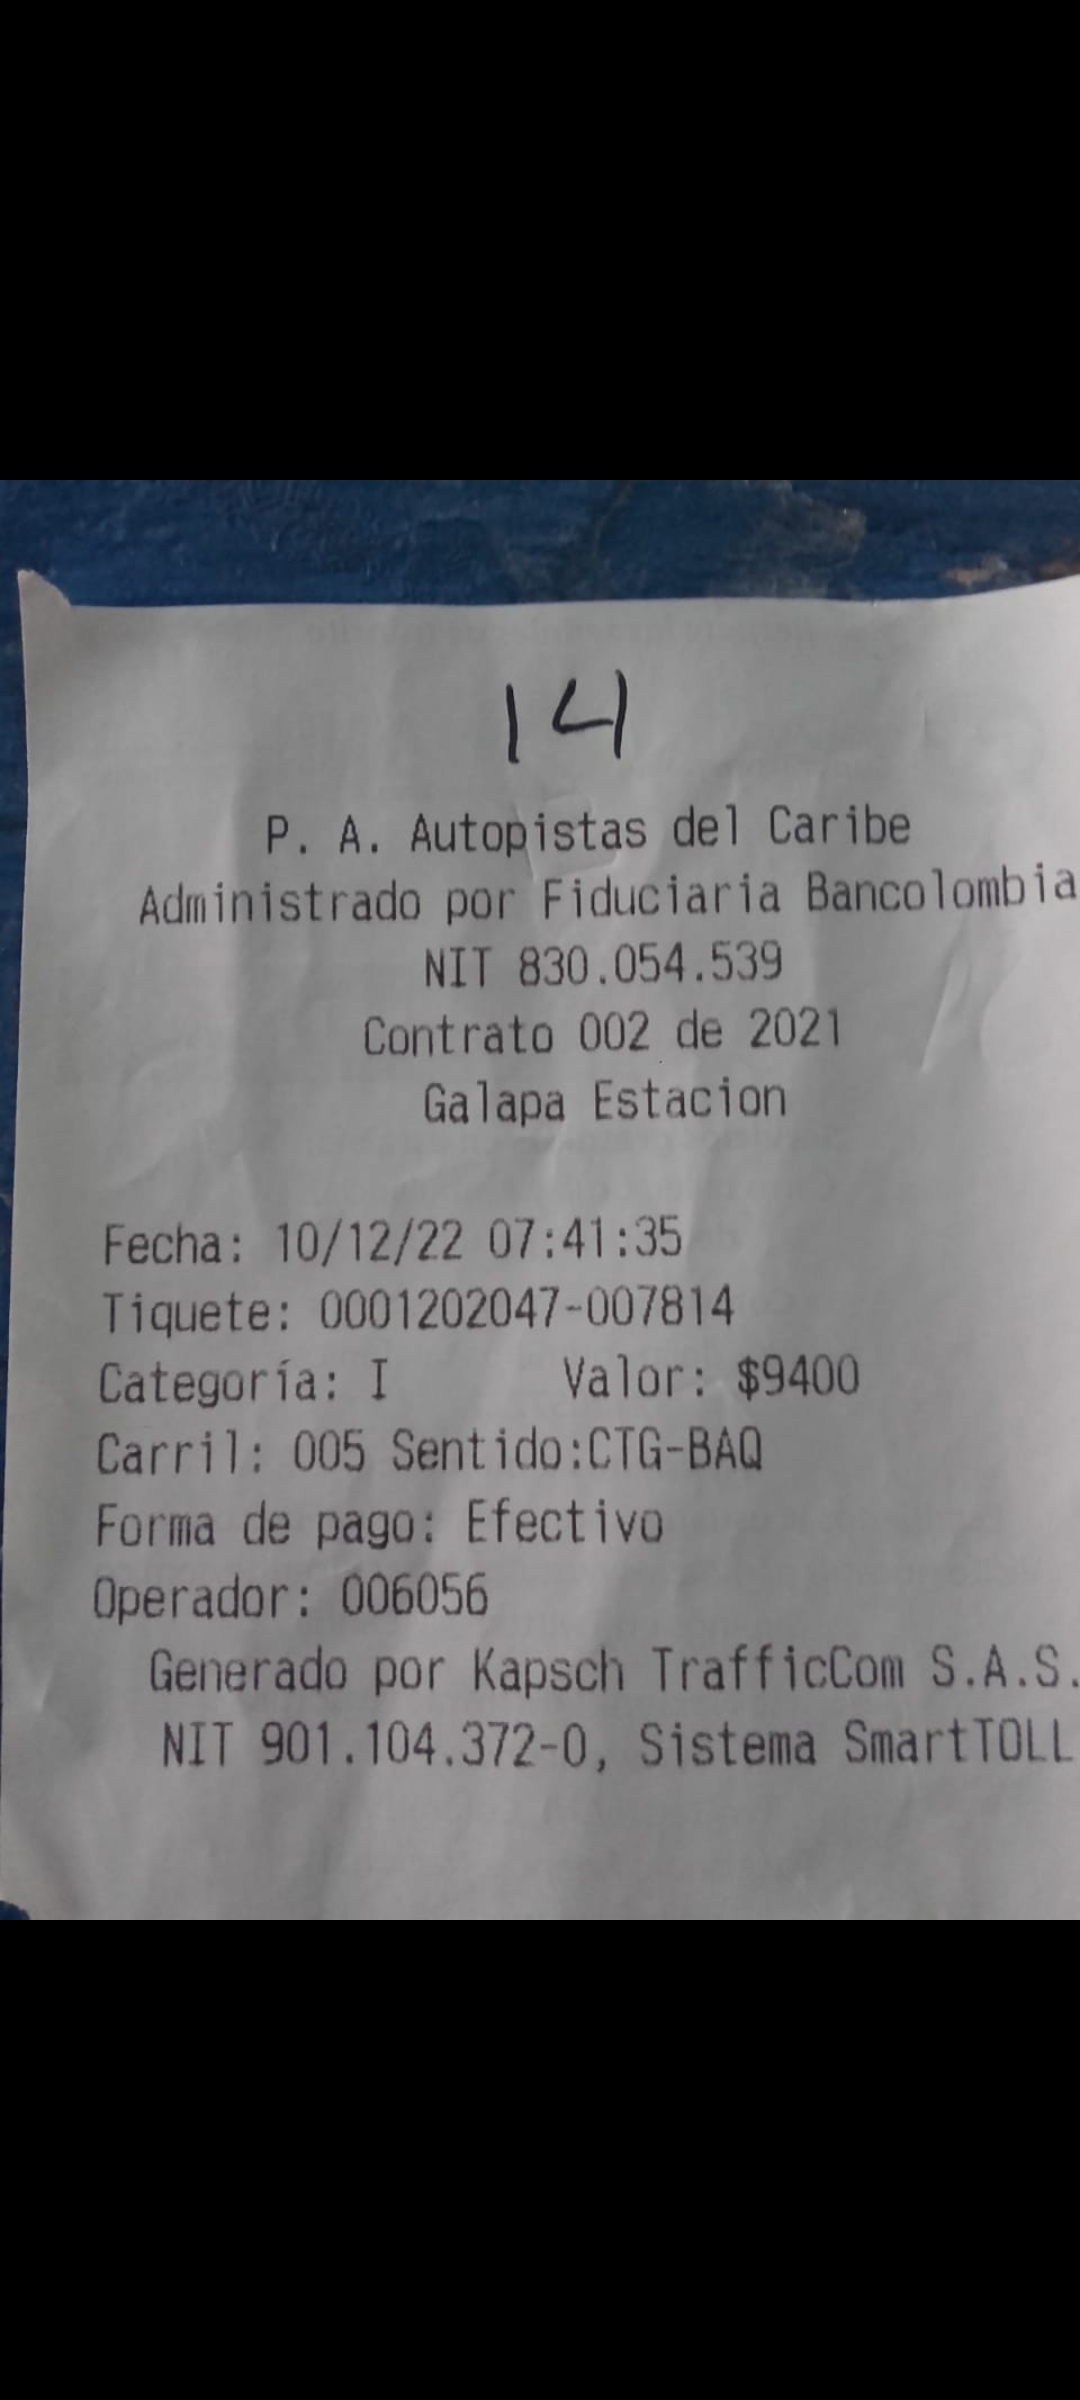 14
P. A. Autopistas del Caribe
Administrado por Fiduciaria Bancolombia
NIT 830.054.539
Contrato 002 de 2021
Galapa Estacion
Fecha: 10/12/22 07:41:35
Tiquete: 0001202047-007814
Categoría: I Valor: $9400
Carril: 005 Sentido:CTG-BAQ
Forma de pago: Efectivo
Operador: 006056
Generado por Kapsch TrafficCom S.A.S.
NIT 901.104.372-0, Sistema SmartTOLL